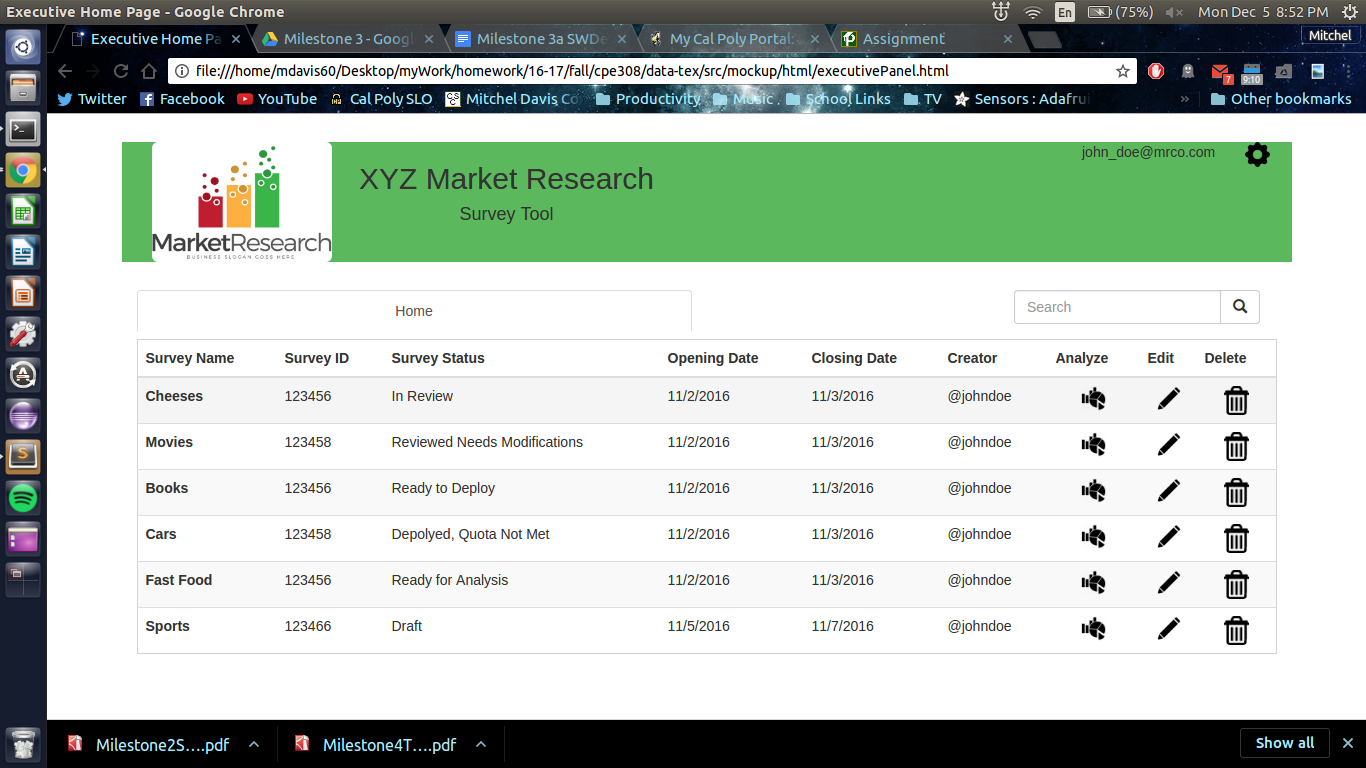 Executive Home Page - Google Chrome En (75%) Mon Dec 5 8:52 PM
Executive Home Pa Milestone 3 - Googl Milestone 3a SWDe My Cal Poly Portal: Assignment Mitchel
file:///home/mdavis60/Desktop/myWork/homework/16-17/fall/cpe308/data-tex/src/mockup/html/executivePanel.html 7 9:10
Twitter Facebook YouTube Cal Poly SLO Mitchel Davis Co Productivity Music School Links TV Sensors : Adafrui » Other bookmarks
john_doe@mrco.com
XYZ Market Research
Survey Tool
MarketResearch
BUSINESS SLOGAN GOES HERE
Home Search
Survey Name Survey ID Survey Status Opening Date Closing Date Creator Analyze Edit Delete
Cheeses 123456 In Review 11/2/2016 11/3/2016 @johndoe
Movies 123458 Reviewed Needs Modifications 11/2/2016 11/3/2016 @johndoe
Books 123456 Ready to Deploy 11/2/2016 11/3/2016 @johndoe
Cars 123458 Depolyed, Quota Not Met 11/2/2016 11/3/2016 @johndoe
Fast Food 123456 Ready for Analysis 11/2/2016 11/3/2016 @johndoe
Sports 123466 Draft 11/5/2016 11/7/2016 @johndoe
Milestone2S....pdf Milestone4T....pdf Show all